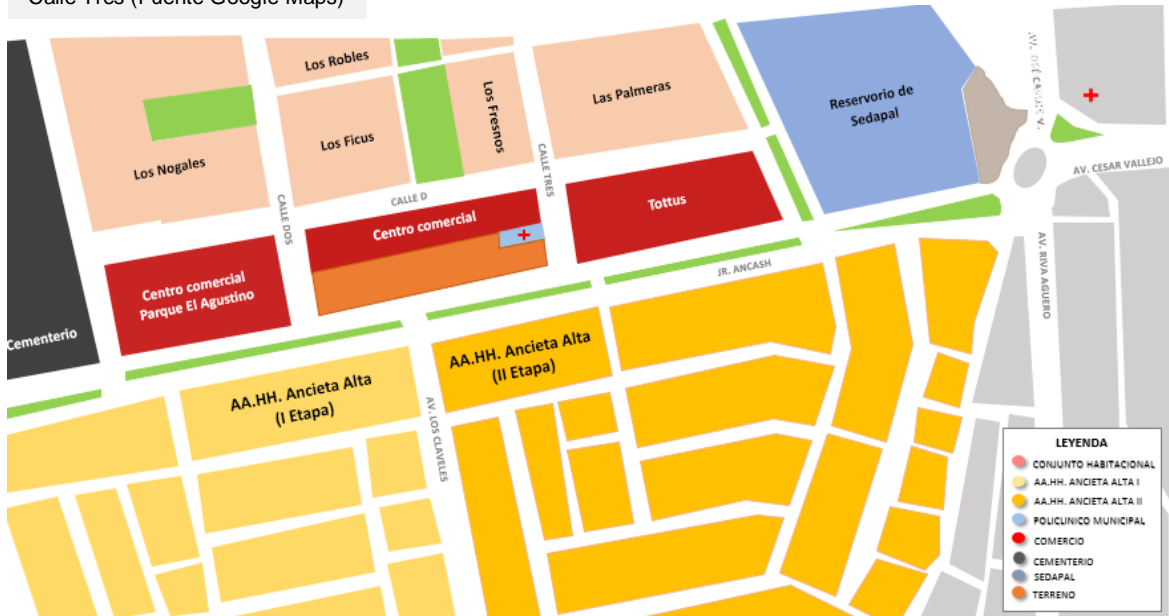 Calle Tres (Fuente Google Maps)
Los Robles
Los Ficus
Los Fresnos
Las Palmeras
Los Nogales
Reservorio de
Sedapal
AV. CESAR VALLEJO
CALLE DOS
CALLE D
CALLE TRES
Centro comercial
Tottus
Centro comercial
Parque El Agustino
Cementerio
JR. ANCASH
AV. RIVA AGUERO
AA.HH. Ancieta Alta
(I Etapa)
AA.HH. Ancieta Alta
(II Etapa)
AV. LOS CLAVELES
LEYENDA
CONJUNTO HABITACIONAL
AA.HH. ANCIETA ALTA I
AA.HH. ANCIETA ALTA II
POLICLINICO MUNICIPAL
COMERCIO
CEMENTERIO
SEDAPAL
TERRENO